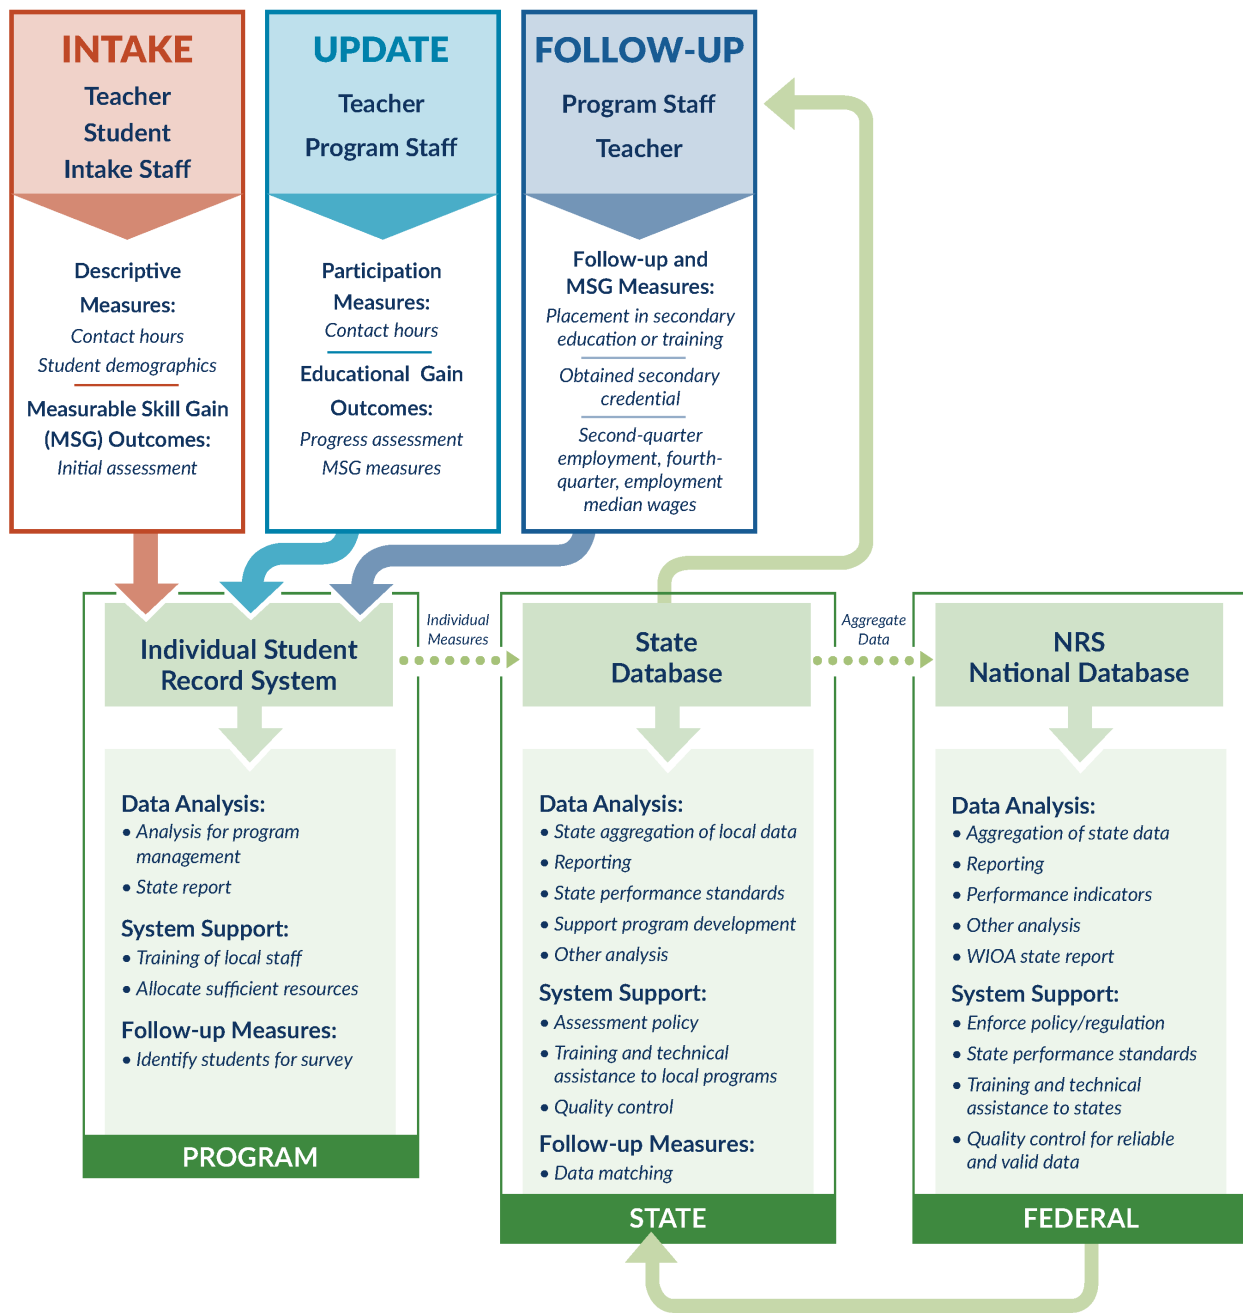 INTAKE
Teacher
Student
Intake Staff
Descriptive
Measures:
Contact hours
Student demographics
Measurable Skill Gain
(MSG) Outcomes:
Initial assessment
UPDATE
Teacher
Program Staff
Participation
Measures:
Contact hours
Educational Gain
Outcomes:
Progress assessment
MSG measures
FOLLOW-UP
Program Staff
Teacher
Follow-up and
MSG Measures:
Placement in secondary
education or training
Obtained secondary
credential
Second-quarter
employment, fourth-
quarter, employment
median wages
Individual Student
Record System
Individual
Measures
State
Database
Aggregate
Data
NRS
National Database
Data Analysis:
• Analysis for program
management
• State report
System Support:
• Training of local staff
• Allocate sufficient resources
Follow-up Measures:
• Identify students for survey
PROGRAM
Data Analysis:
• State aggregation of local data
• Reporting
• State performance standards
• Support program development
• Other analysis
System Support:
• Assessment policy
• Training and technical
assistance to local programs
• Quality control
Follow-up Measures:
• Data matching
STATE
Data Analysis:
• Aggregation of state data
• Reporting
• Performance indicators
• Other analysis
• WIOA state report
System Support:
• Enforce policy/regulation
• State performance standards
• Training and technical
assistance to states
• Quality control for reliable
and valid data
FEDERAL